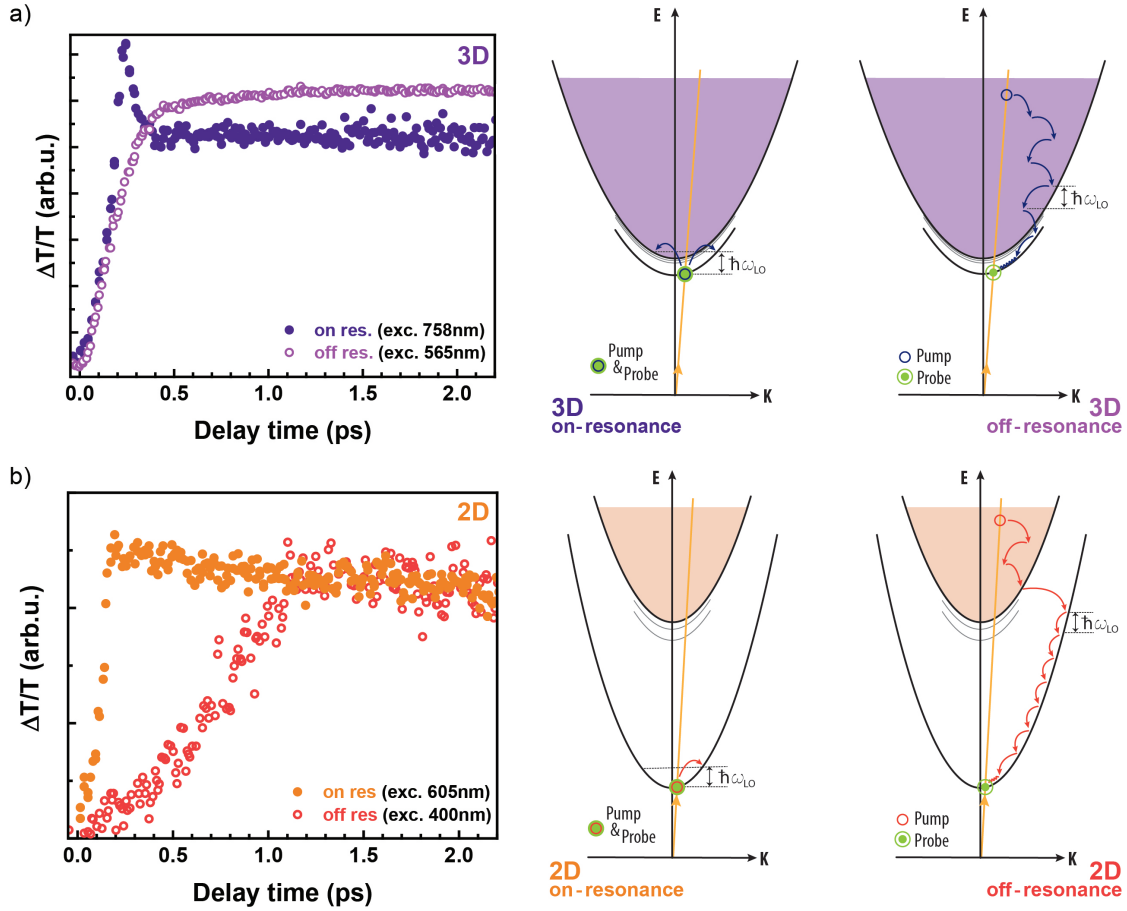 a)
3D
ΔT/T (arb.u.)
on res. (exc. 758nm)
off res. (exc. 565nm)
0.0 0.5 1.0 1.5 2.0
Delay time (ps)
E
ħωLO
Pump
& Probe
K
3D
on-resonance
E
ħωLO
Pump
Probe
K
3D
off-resonance
b)
2D
ΔT/T (arb.u.)
on res (exc. 605nm)
off res (exc. 400nm)
0.0 0.5 1.0 1.5 2.0
Delay time (ps)
E
ħωLO
Pump
& Probe
K
2D
on-resonance
E
ħωLO
Pump
Probe
K
2D
off-resonance